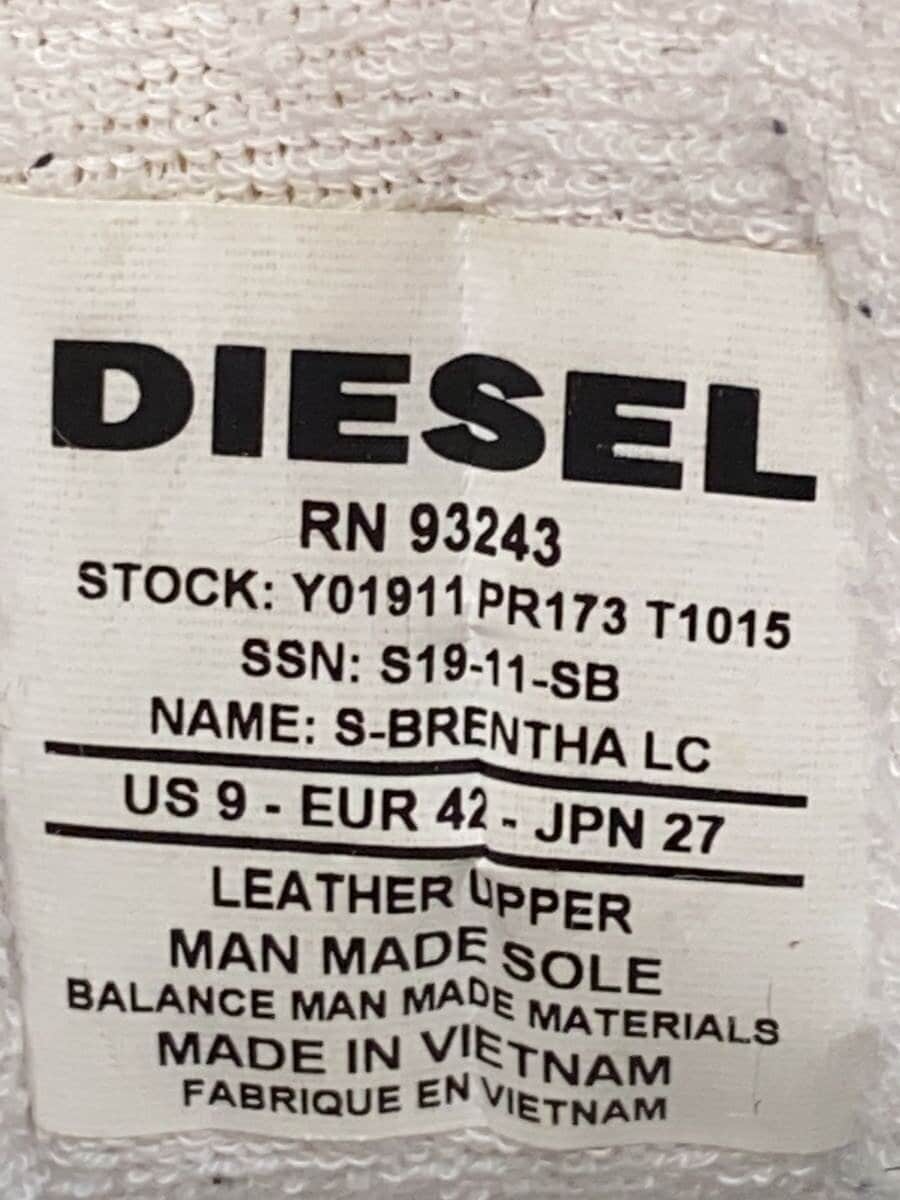 DIESEL
RN 93243
STOCK: Y01911 PR173 T1015
SSN: S19-11-SB
NAME: S-BRENTHA LC
US 9 - EUR 42 - JPN 27
LEATHER UPPER
MAN MADE SOLE
BALANCE MAN MADE MATERIALS
MADE IN VIETNAM
FABRIQUE EN VIETNAM